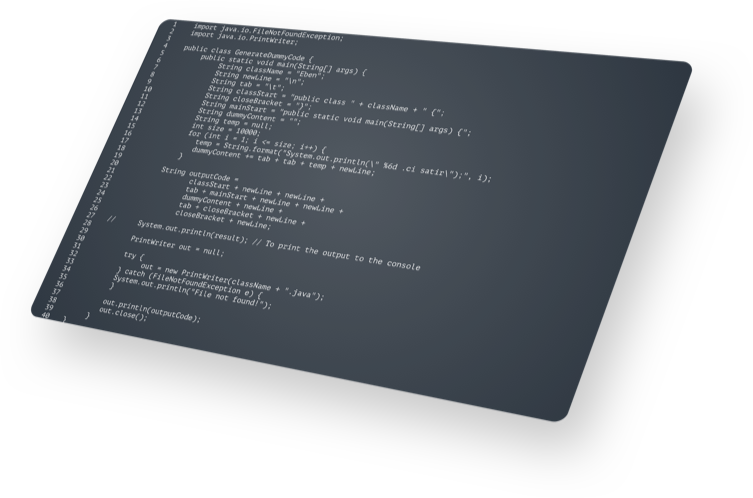 1 import java.io.FileNotFoundException;
2 import java.io.PrintWriter;
3
4 public class GenerateDummyCode {
5 public static void main(String[] args) {
6 String className = "Eben";
7 String newLine = "\n";
8 String tab = "\t";
9 String classStart = "public class " + className + " {";
10 String closeBracket = "}";
11 String mainStart = "public static void main(String[] args) {";
12 String dummyContent = "";
13 String temp = null;
14 int size = 10000;
15 for (int i = 1; i <= size; i++) {
16 temp = String.format("System.out.println(\" %6d .ci satir\");", i);
17 dummyContent += tab + tab + temp + newLine;
18 }
19
20 String outputCode =
21 classStart + newLine + newLine +
22 tab + mainStart + newLine + newLine +
23 dummyContent + newLine +
24 tab + closeBracket + newLine +
25 closeBracket + newLine;
26
27 // System.out.println(result); // To print the output to the console
28
29 PrintWriter out = null;
30
31 try {
32 out = new PrintWriter(className + ".java");
33 } catch (FileNotFoundException e) {
34 System.out.println("File not found!");
35 }
36
37 out.println(outputCode);
38 out.close();
39 }
40 }